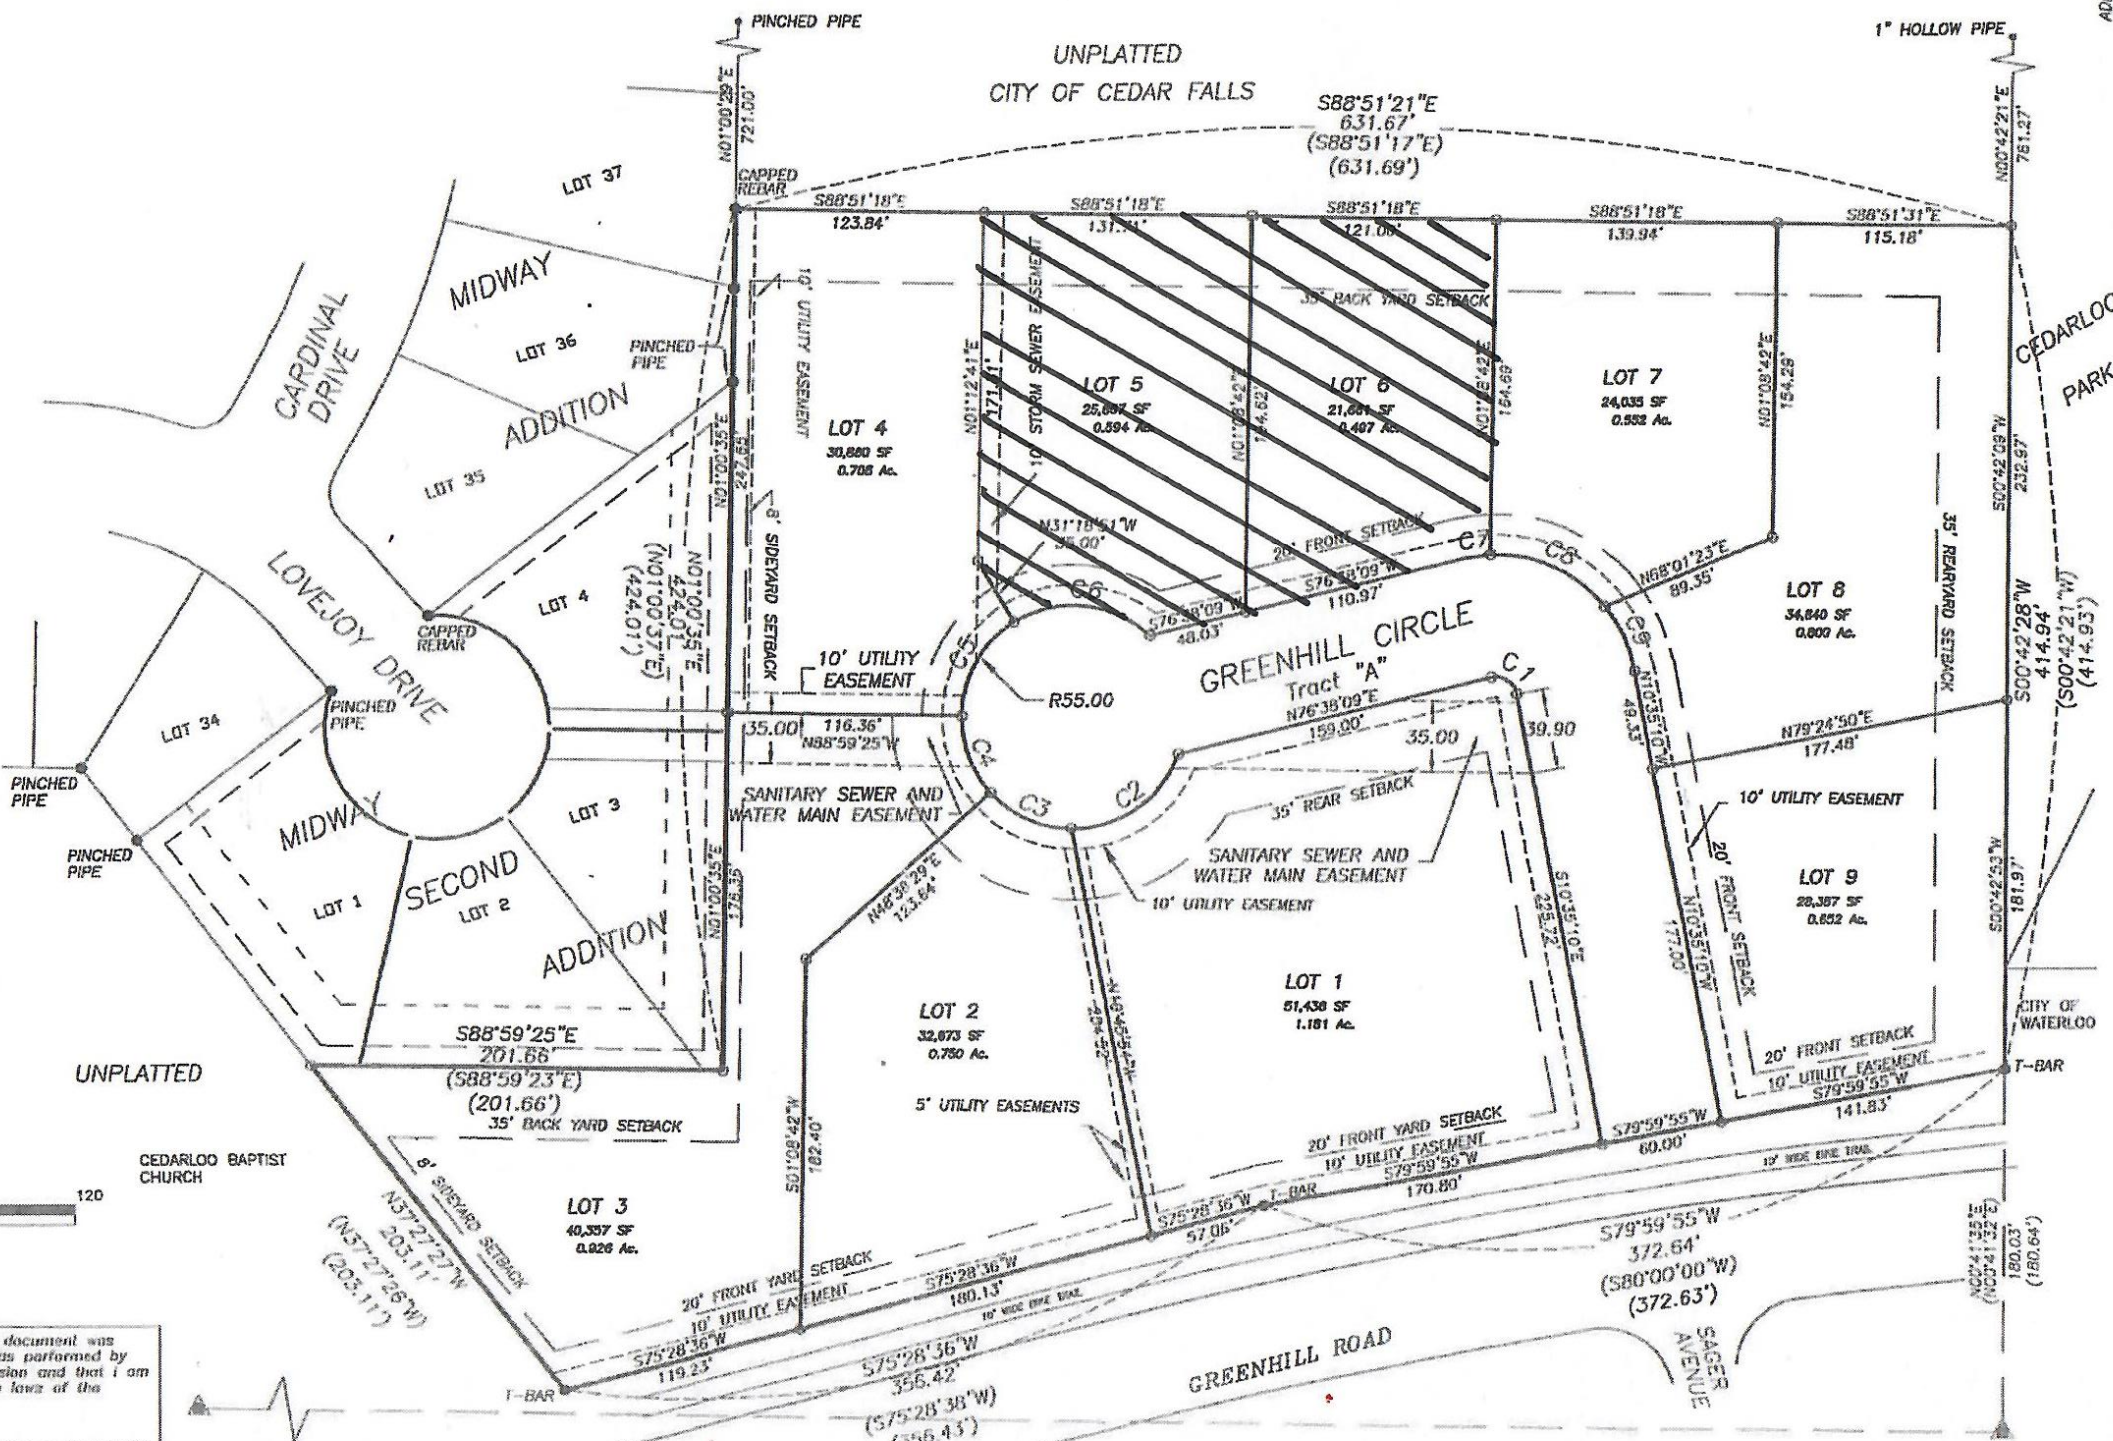 PINCHED PIPE
1" HOLLOW PIPE
UNPLATTED
CITY OF CEDAR FALLS
S88°51'21"E
631.67'
(S88°51'17"E)
(631.69')
N01°00'29"E
721.00'
N00°42'21"E
761.27'
CAPPED
REBAR
S88°51'18"E
123.84'
S88°51'18"E
S88°51'18"E
121.00'
S88°51'18"E
139.94'
S88°51'31"E
115.18'
LOT 37
MIDWAY
LOT 36
ADDITION
LOT 35
CARDINAL
DRIVE
PINCHED
PIPE
10' UTILITY EASEMENT
10' STORM SEWER EASEMENT
35' BACK YARD SETBACK
CEDARLOO
PARK
LOT 4
30,880 SF
0.708 Ac.
N01°12'41"E
LOT 5
0.594 Ac.
N01°08'42"E
LOT 6
0.497 Ac.
N01°08'42"E
154.69'
LOT 7
24,035 SF
0.552 Ac.
N01°08'42"E
154.29'
S00°42'09"W
232.97'
N01°00'35"E
247.65'
8' SIDEYARD SETBACK
N31°18'51"W
35.00'
20' FRONT SETBACK
C7
C8
N68°01'23"E
89.35'
LOT 8
34,840 SF
0.800 Ac.
35' REARYARD SETBACK
S00°42'28"W
414.94'
(S00°42'21"W)
(414.93')
LOVEJOY DRIVE
CAPPED
REBAR
LOT 4
N01°00'35"E
424.01'
(N01°00'37"E)
(424.01')
C6
C5
S76°38'09"W
48.03'
S76°38'09"W
110.97'
GREENHILL CIRCLE
Tract "A"
C9
10' UTILITY
EASEMENT
R55.00
N76°38'09"E
159.00'
C1
N10°35'10"W
49.33'
N79°24'50"E
177.48'
LOT 34
PINCHED
PIPE
35.00
116.36'
N88°59'25"W
35.00
39.90
PINCHED
PIPE
C4
C3
C2
SANITARY SEWER AND
WATER MAIN EASEMENT
35' REAR SETBACK
10' UTILITY EASEMENT
MIDWAY
LOT 3
SANITARY SEWER AND
WATER MAIN EASEMENT
PINCHED
PIPE
SECOND
LOT 1
LOT 2
ADDITION
N01°00'35"E
176.36'
N48°38'29"E
123.64'
10' UTILITY EASEMENT
S10°35'10"E
225.72'
N10°35'10"W
177.00'
20' FRONT SETBACK
LOT 9
28,387 SF
0.652 Ac.
S00°42'53"W
181.97'
LOT 2
32,673 SF
0.750 Ac.
LOT 1
51,436 SF
1.181 Ac.
CITY OF
WATERLOO
S88°59'25"E
201.66'
(S88°59'23"E)
(201.66')
35' BACK YARD SETBACK
UNPLATTED
20' FRONT SETBACK
10' UTILITY EASEMENT
S79°59'55"W
141.83'
T-BAR
5' UTILITY EASEMENTS
S01°08'42"W
182.40'
20' FRONT YARD SETBACK
10' UTILITY EASEMENT
S79°59'55"W
170.80'
S79°59'55"W
60.00'
10' WIDE BIKE TRAIL
CEDARLOO BAPTIST
CHURCH
120
8' SIDEYARD SETBACK
LOT 3
40,357 SF
0.926 Ac.
N37°27'27"W
203.11'
(N37°27'26"W)
(203.11')
T-BAR
S75°28'36"W
57.06'
S79°59'55"W
372.64'
(S80°00'00"W)
(372.63')
N00°41'35"E
(N00°41'32"E)
180.03'
(180.64')
20' FRONT YARD SETBACK
10' UTILITY EASEMENT
S75°28'36"W
180.13'
10' WIDE BIKE TRAIL
S75°28'36"W
119.23'
S75°28'36"W
356.42'
(S75°28'38"W)
(356.43')
T-BAR
GREENHILL ROAD
SAGER
AVENUE
document was
performed by
and that i am
laws of the